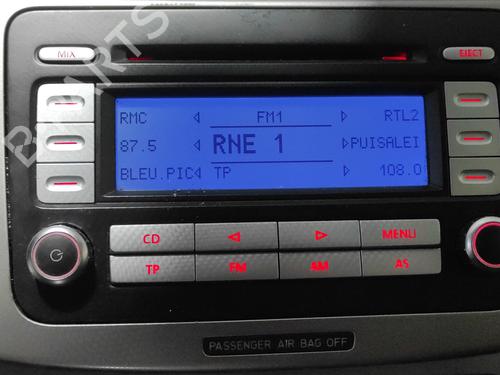 MIX
EJECT
RMC FM1 RTL2
87.5 RNE 1 PUISALEI
BLEU.PIC TP 108.0
CD MENU
TP FM AM AS
PASSENGER AIR BAG OFF